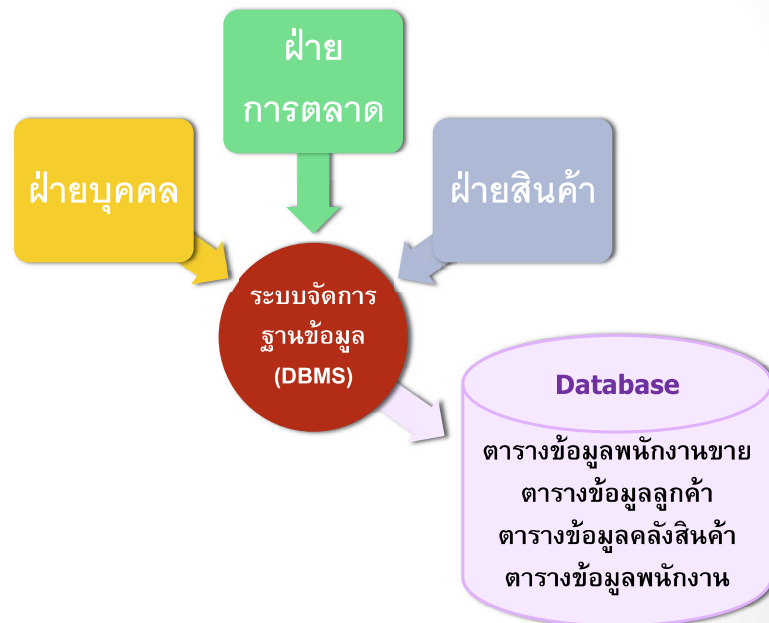 ฝ่าย
การตลาด
ฝ่ายบุคคล
ฝ่ายสินค้า
ระบบจัดการ
ฐานข้อมูล
(DBMS)
Database
ตารางข้อมูลพนักงานขาย
ตารางข้อมูลลูกค้า
ตารางข้อมูลคลังสินค้า
ตารางข้อมูลพนักงาน